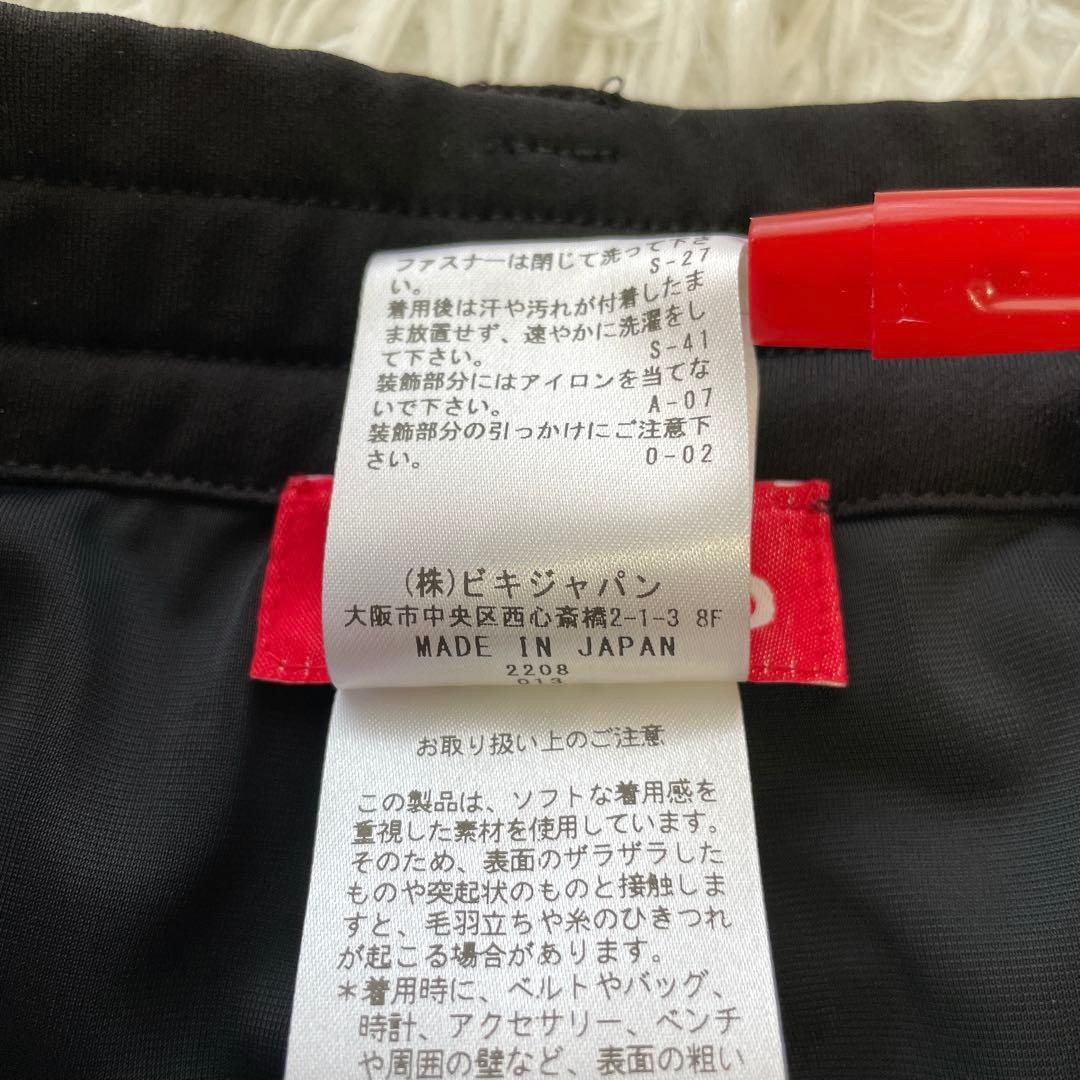 ファスナーは閉じて洗って下さ
い。 S-27
着用後は汗や汚れが付着したま
ま放置せず、速やかに洗濯をし
て下さい。 S-41
装飾部分にはアイロンを当てな
いで下さい。 A-07
装飾部分の引っかけにご注意下
さい。 0-02
(株)ビキジャパン
大阪市中央区西心斎橋2-1-3 8F
MADE IN JAPAN
2208
013
お取り扱い上のご注意
この製品は、ソフトな着用感を
重視した素材を使用しています。
そのため、表面のザラザラした
ものや突起状のものと接触しま
すと、毛羽立ちや糸のひきつれ
が起こる場合があります。
*着用時に、ベルトやバッグ、
時計、アクセサリー、ベンチ
や周囲の壁など、表面の粗い